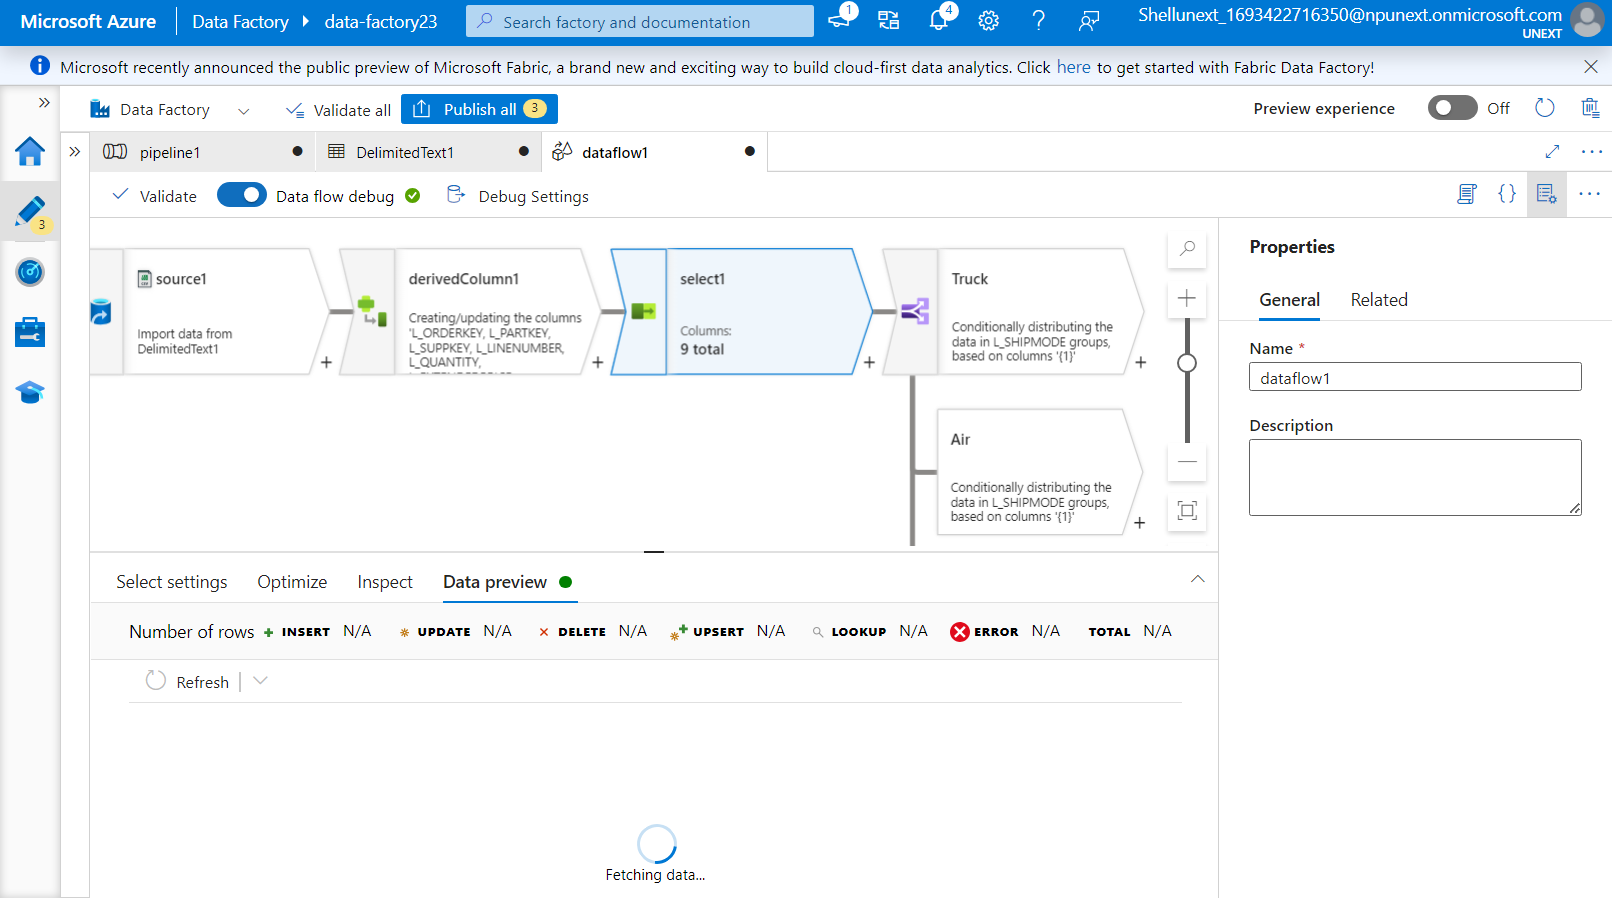 Microsoft Azure
Data Factory
data-factory23
Search factory and documentation
1
4
Shellunext_1693422716350@npunext.onmicrosoft.com
UNEXT
Microsoft recently announced the public preview of Microsoft Fabric, a brand new and exciting way to build cloud-first data analytics. Click here to get started with Fabric Data Factory!
Data Factory
Validate all
Publish all 3
Preview experience
Off
pipeline1
DelimitedText1
dataflow1
3
Validate
Data flow debug
Debug Settings
source1
Import data from
DelimitedText1
derivedColumn1
Creating/updating the columns
'L_ORDERKEY, L_PARTKEY,
L_SUPPKEY, L_LINENUMBER,
L_QUANTITY,
select1
Columns:
9 total
Truck
Conditionally distributing the
data in L_SHIPMODE groups,
based on columns '{1}'
Air
Conditionally distributing the
data in L_SHIPMODE groups,
based on columns '{1}'
Properties
General
Related
Name *
dataflow1
Description
Select settings
Optimize
Inspect
Data preview
Number of rows
INSERT N/A
UPDATE N/A
DELETE N/A
UPSERT N/A
LOOKUP N/A
ERROR N/A
TOTAL N/A
Refresh
Fetching data...